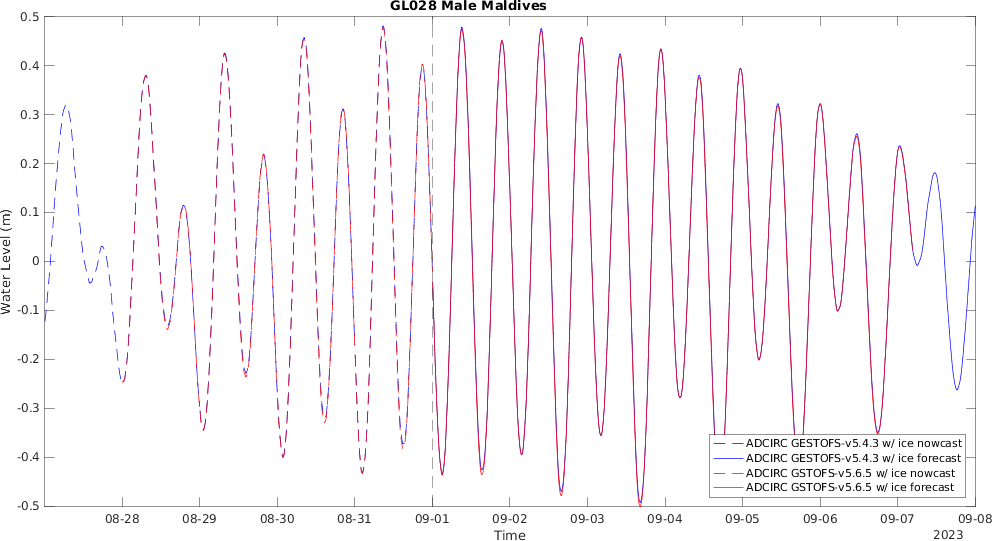 GL028 Male Maldives
0.5
0.4
0.3
0.2
0.1
0
-0.1
-0.2
-0.3
-0.4
-0.5
Water Level (m)
ADCIRC GESTOFS-v5.4.3 w/ ice nowcast
ADCIRC GESTOFS-v5.4.3 w/ ice forecast
ADCIRC GSTOFS-v5.6.5 w/ ice nowcast
ADCIRC GSTOFS-v5.6.5 w/ ice forecast
08-28 08-29 08-30 08-31 09-01 09-02 09-03 09-04 09-05 09-06 09-07 09-08
Time
2023